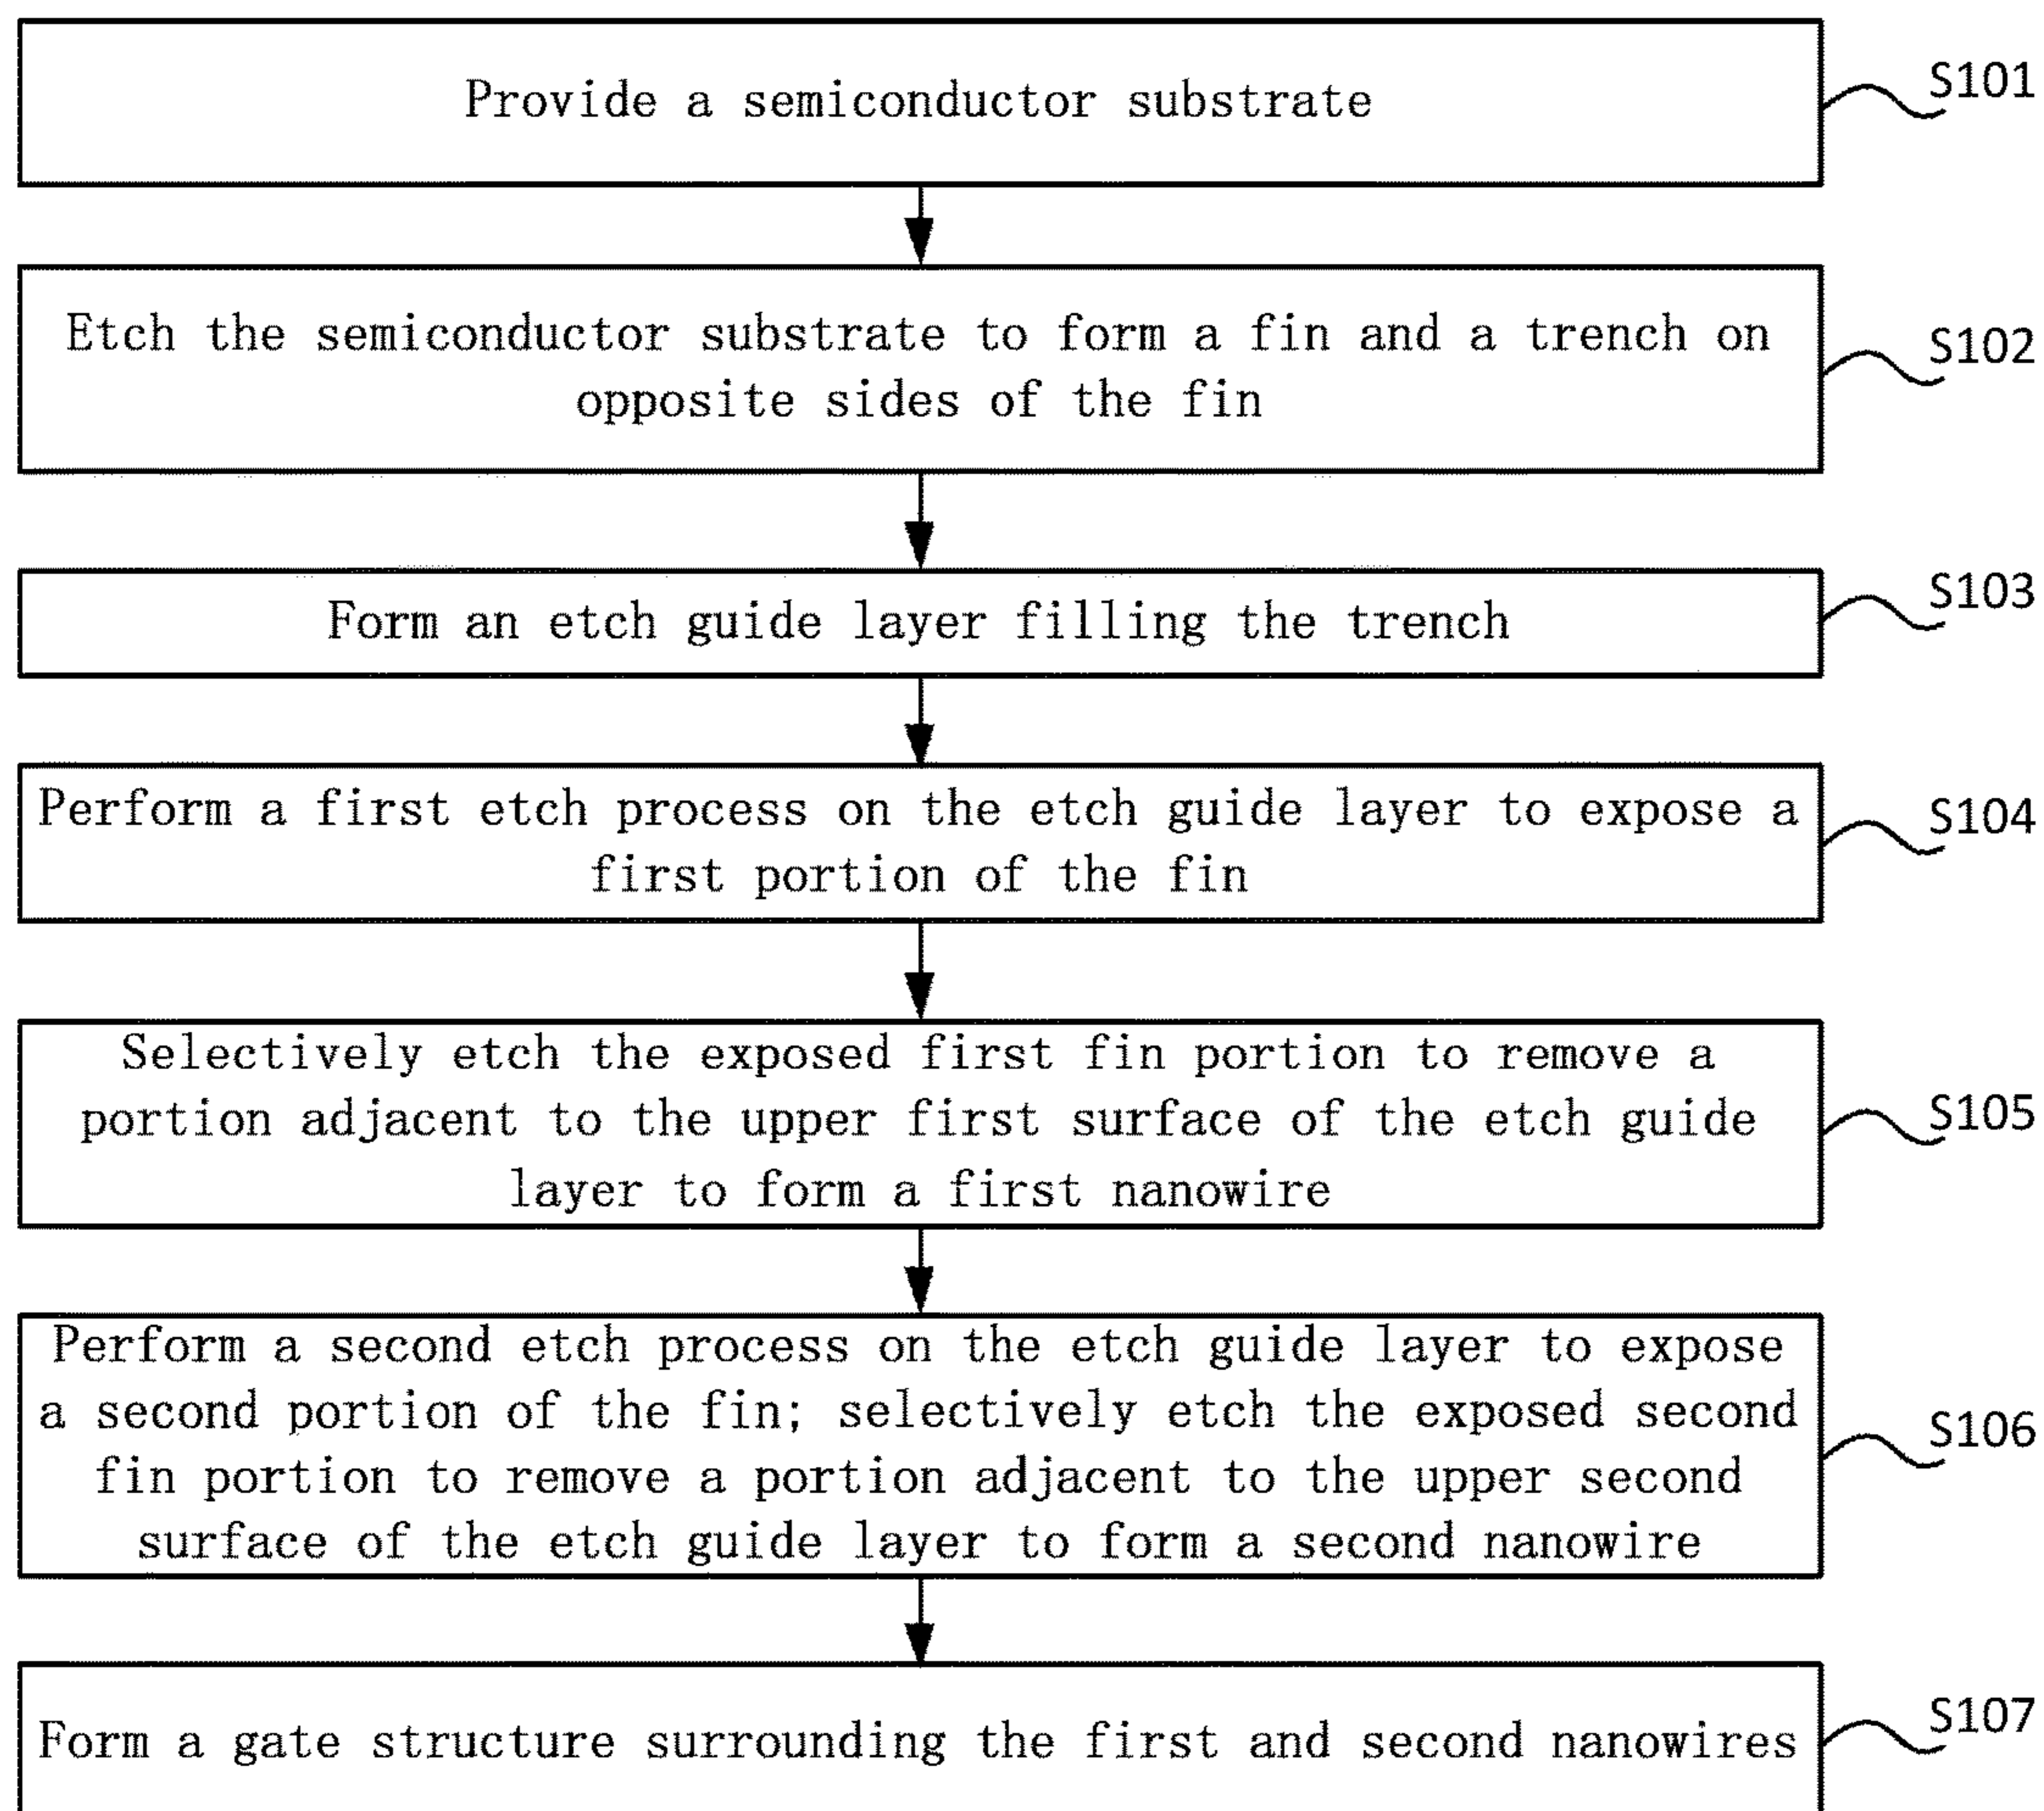 Provide a semiconductor substrate
S101
Etch the semiconductor substrate to form a fin and a trench on
opposite sides of the fin
S102
Form an etch guide layer filling the trench
S103
Perform a first etch process on the etch guide layer to expose a
first portion of the fin
S104
Selectively etch the exposed first fin portion to remove a
portion adjacent to the upper first surface of the etch guide
layer to form a first nanowire
S105
Perform a second etch process on the etch guide layer to expose
a second portion of the fin; selectively etch the exposed second
fin portion to remove a portion adjacent to the upper second
surface of the etch guide layer to form a second nanowire
S106
Form a gate structure surrounding the first and second nanowires
S107